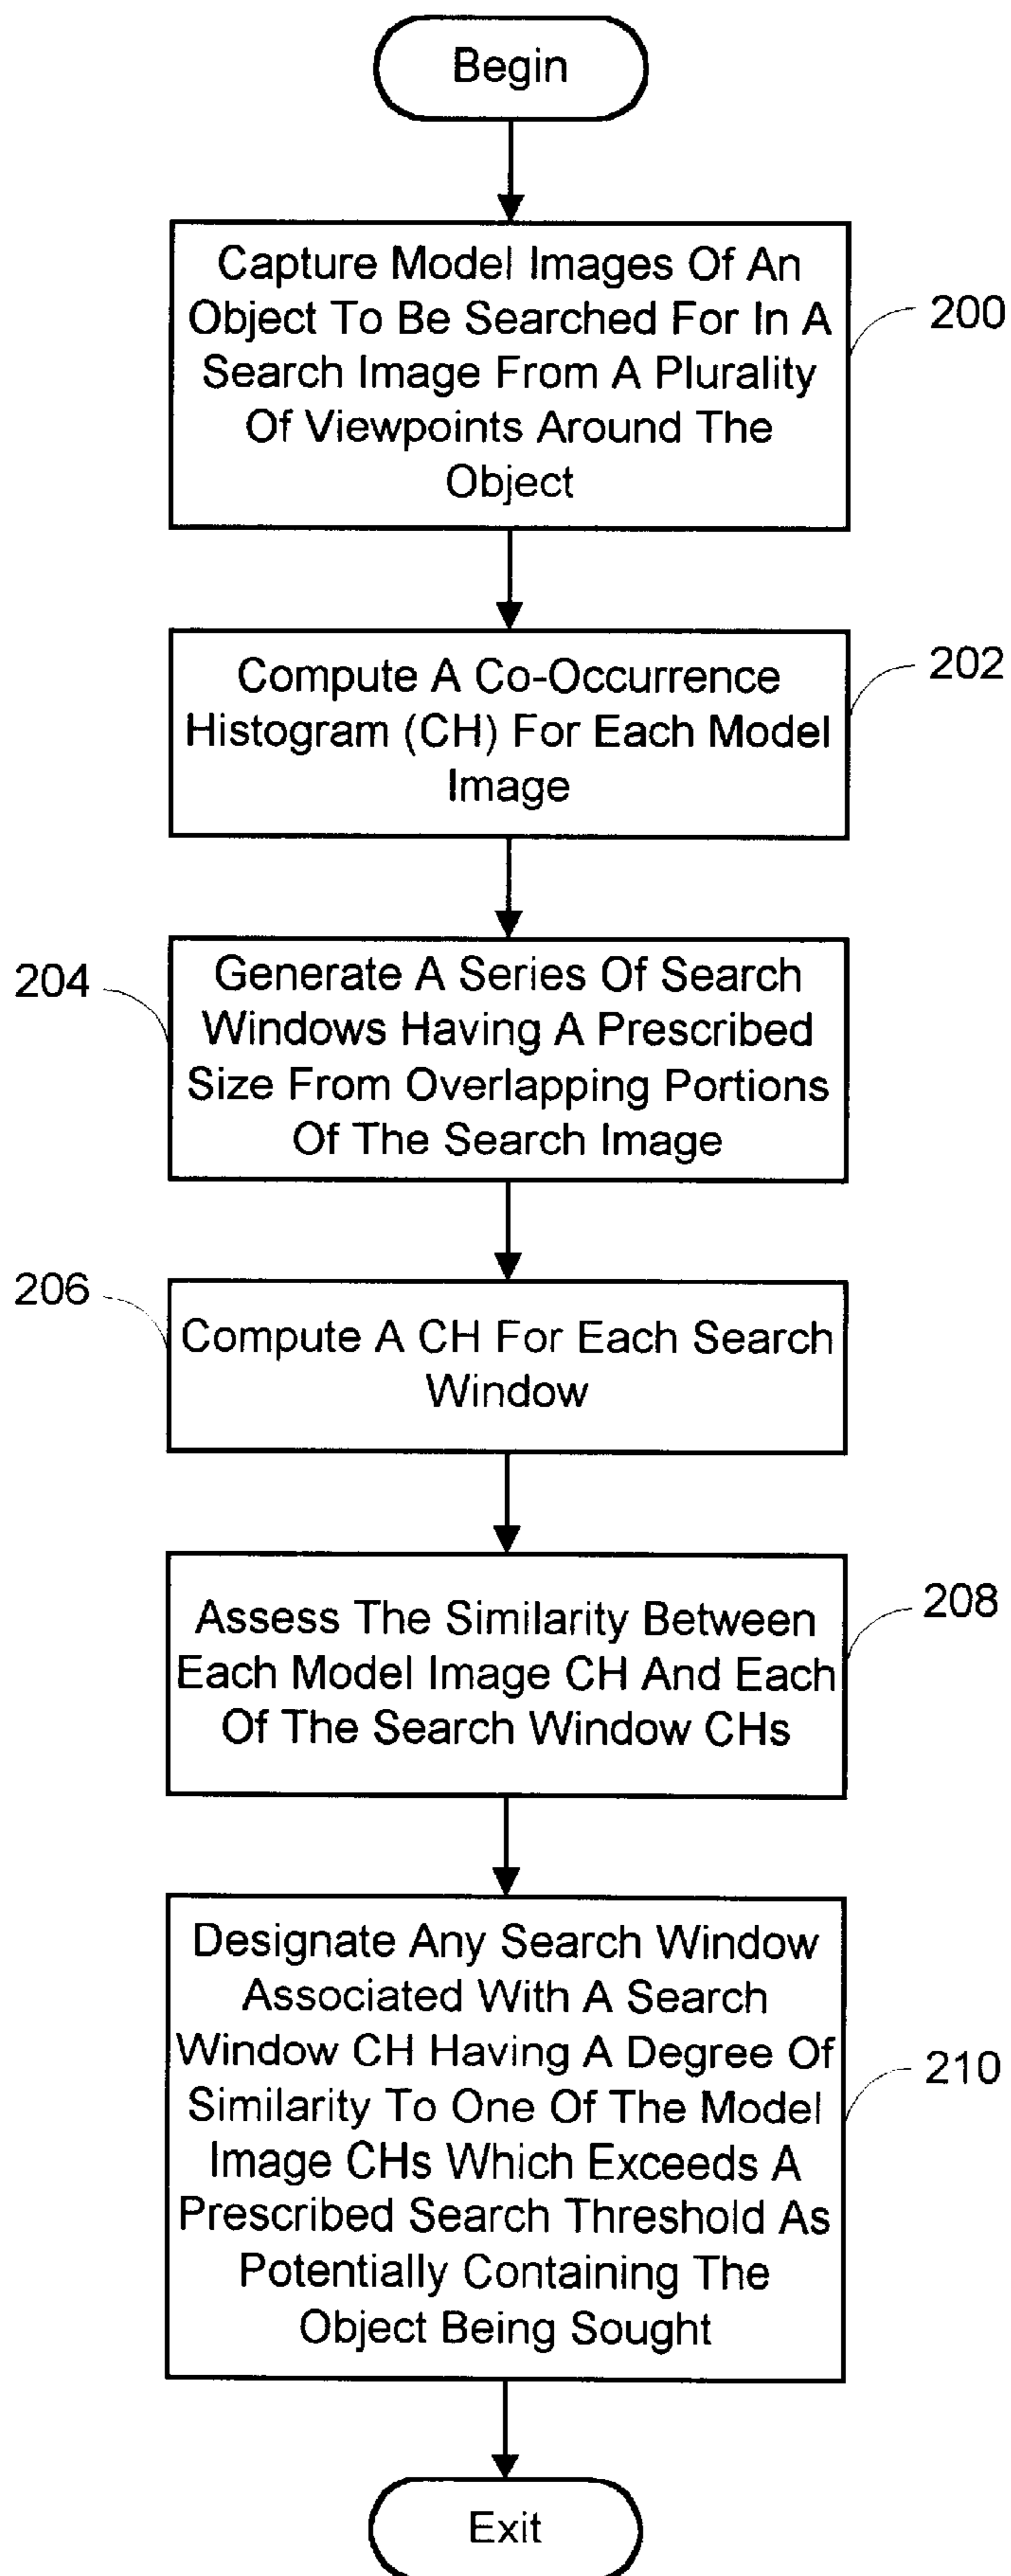 Begin
Capture Model Images Of An
Object To Be Searched For In A
Search Image From A Plurality
Of Viewpoints Around The
Object
200
Compute A Co-Occurrence
Histogram (CH) For Each Model
Image
202
204
Generate A Series Of Search
Windows Having A Prescribed
Size From Overlapping Portions
Of The Search Image
206
Compute A CH For Each Search
Window
Assess The Similarity Between
Each Model Image CH And Each
Of The Search Window CHs
208
Designate Any Search Window
Associated With A Search
Window CH Having A Degree Of
Similarity To One Of The Model
Image CHs Which Exceeds A
Prescribed Search Threshold As
Potentially Containing The
Object Being Sought
210
Exit